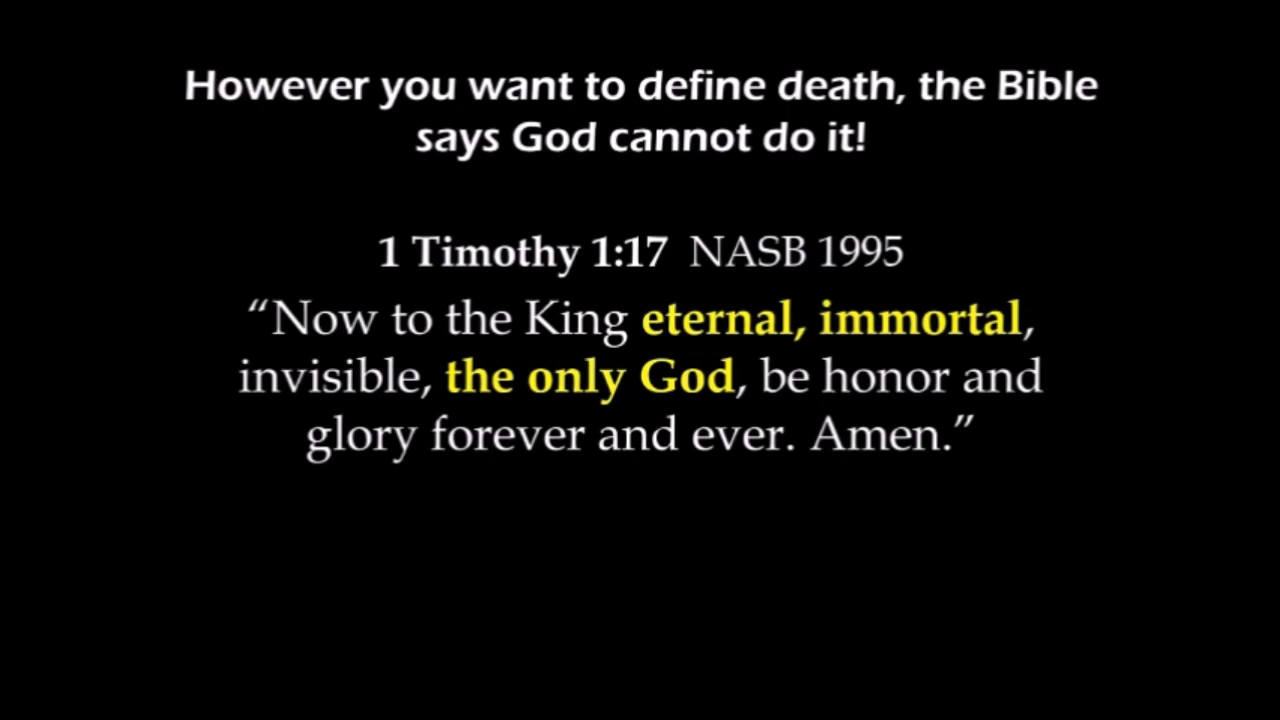 However you want to define death, the Bible
says God cannot do it!
1 Timothy 1:17 NASB 1995
“Now to the King eternal, immortal,
invisible, the only God, be honor and
glory forever and ever. Amen.”